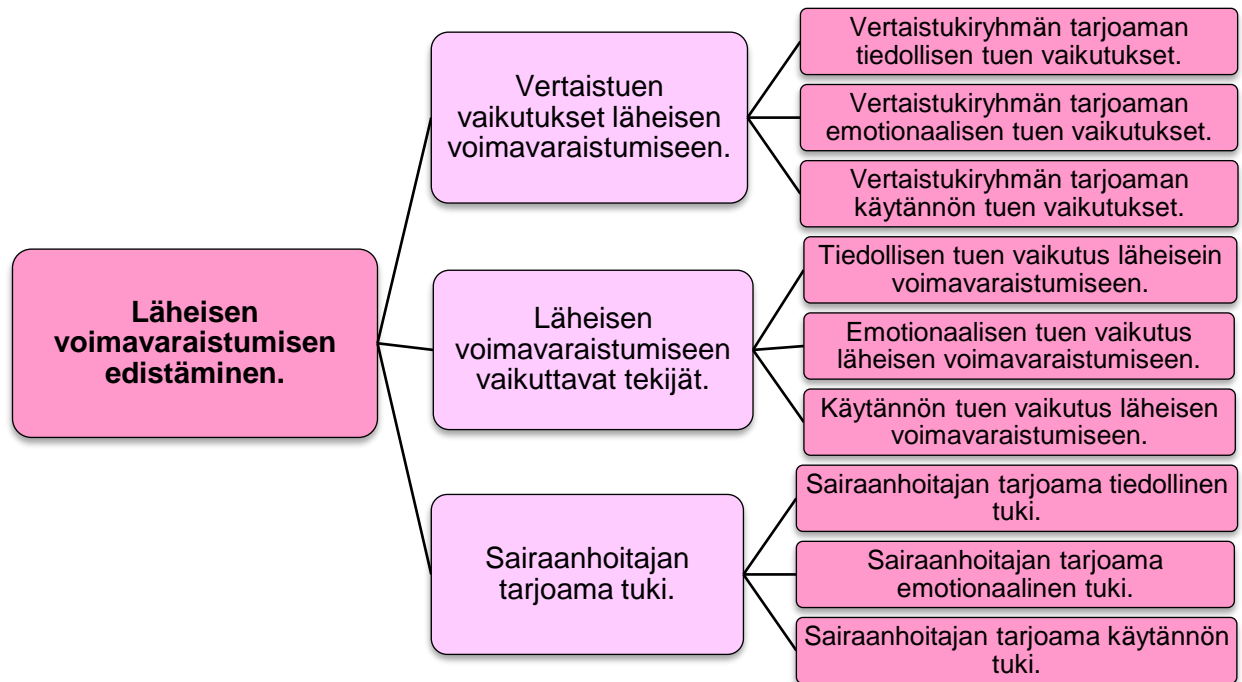 Läheisen
voimavaraistumisen
edistäminen.
Vertaistuen
vaikutukset läheisen
voimavaraistumiseen.
Vertaistukiryhmän tarjoaman
tiedollisen tuen vaikutukset.
Vertaistukiryhmän tarjoaman
emotionaalisen tuen vaikutukset.
Vertaistukiryhmän tarjoaman
käytännön tuen vaikutukset.
Läheisen
voimavaraistumiseen
vaikuttavat tekijät.
Tiedollisen tuen vaikutus läheisein
voimavaraistumiseen.
Emotionaalisen tuen vaikutus
läheisen voimavaraistumiseen.
Käytännön tuen vaikutus läheisen
voimavaraistumiseen.
Sairaanhoitajan
tarjoama tuki.
Sairaanhoitajan tarjoama tiedollinen
tuki.
Sairaanhoitajan tarjoama
emotionaalinen tuki.
Sairaanhoitajan tarjoama käytännön
tuki.